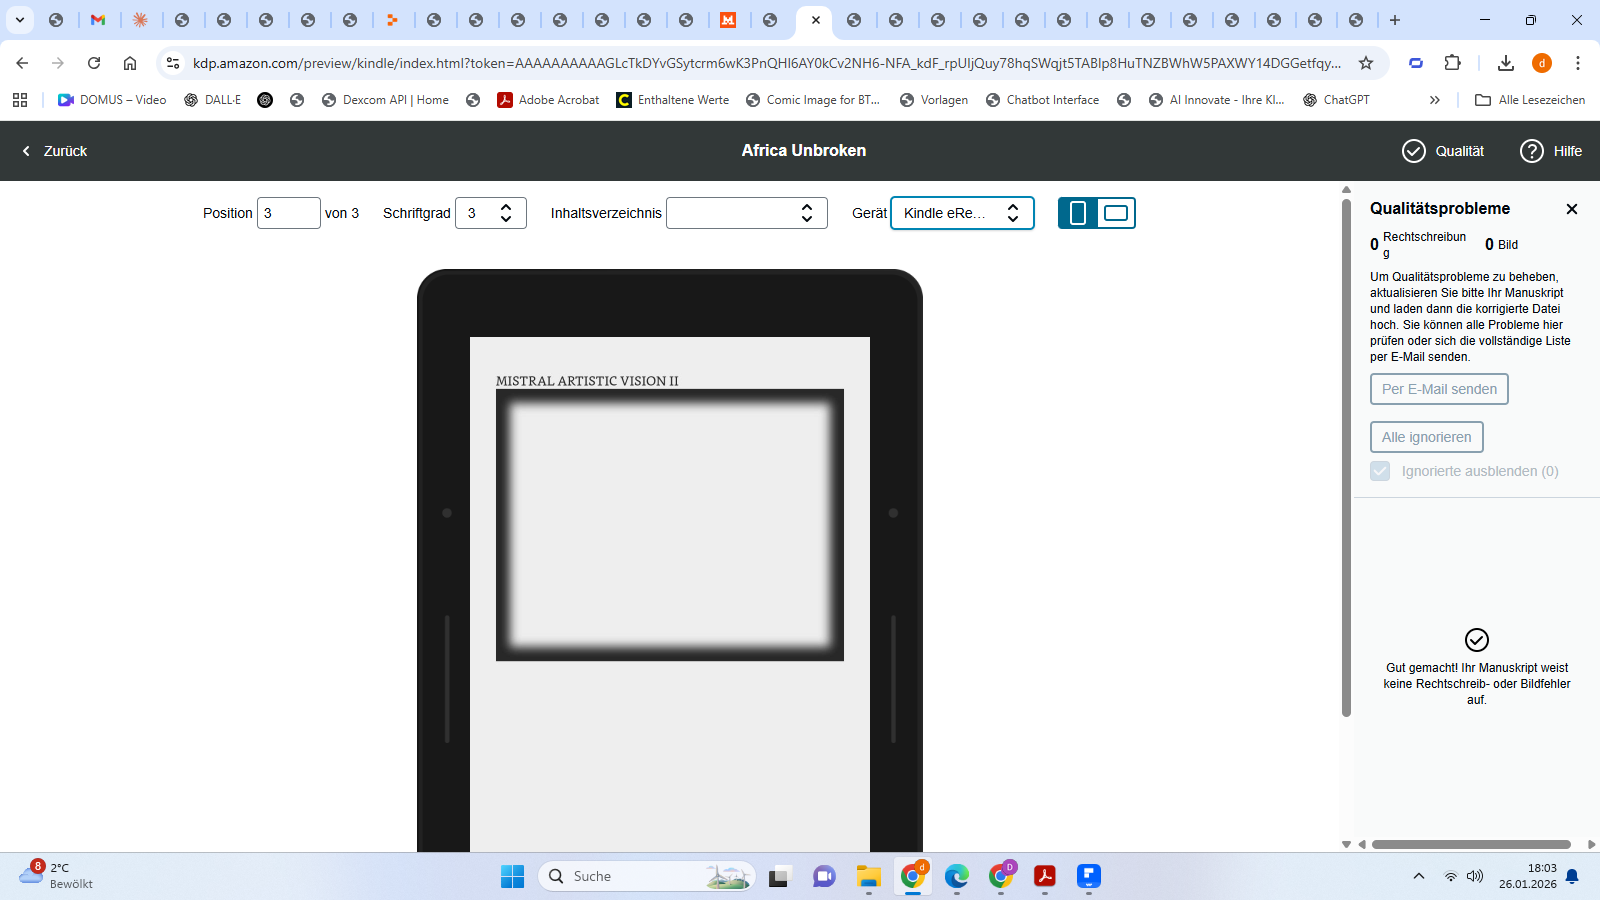 kdp.amazon.com/preview/kindle/index.html?token=AAAAAAAAAAGLcTkDYvGSytcrm6wK3PnQHI6AY0kCv2NH6-NFA_kdF_rpUIjQuy78hqSWqjt5TABlp8HuTNZBWhW5PAXWY14DGGetfqy...
d
DOMUS – Video
DALL·E
Dexcom API | Home
Adobe Acrobat
Enthaltene Werte
Comic Image for BT...
Vorlagen
Chatbot Interface
AI Innovate - Ihre KI...
ChatGPT
Alle Lesezeichen
Zurück
Africa Unbroken
Qualität
Hilfe
Position 3 von 3
Schriftgrad 3
Inhaltsverzeichnis
Gerät Kindle eRe...
MISTRAL ARTISTIC VISION II
Qualitätsprobleme
0 Rechtschreibun
g
0 Bild
Um Qualitätsprobleme zu beheben,
aktualisieren Sie bitte Ihr Manuskript
und laden dann die korrigierte Datei
hoch. Sie können alle Probleme hier
prüfen oder sich die vollständige Liste
per E-Mail senden.
Per E-Mail senden
Alle ignorieren
Ignorierte ausblenden (0)
Gut gemacht! Ihr Manuskript weist
keine Rechtschreib- oder Bildfehler
auf.
8
2°C
Bewölkt
Suche
d
D
18:03
26.01.2026